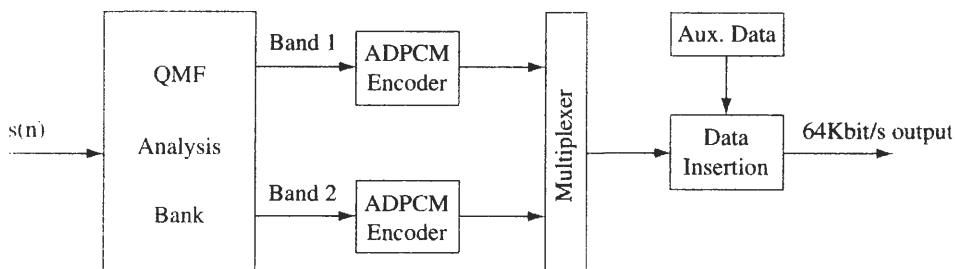 s(n)
QMF
Analysis
Bank
Band 1
ADPCM
Encoder
Band 2
ADPCM
Encoder
Multiplexer
Aux. Data
Data
Insertion
64Kbit/s output